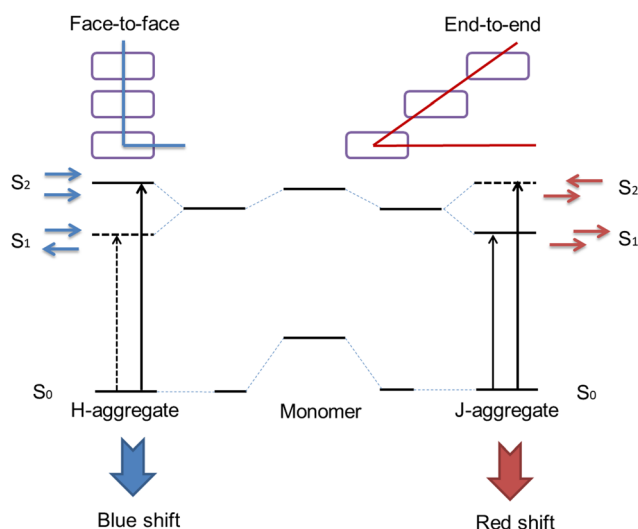 Face-to-face
End-to-end
S2
S2
S1
S1
S0
S0
H-aggregate
Monomer
J-aggregate
Blue shift
Red shift